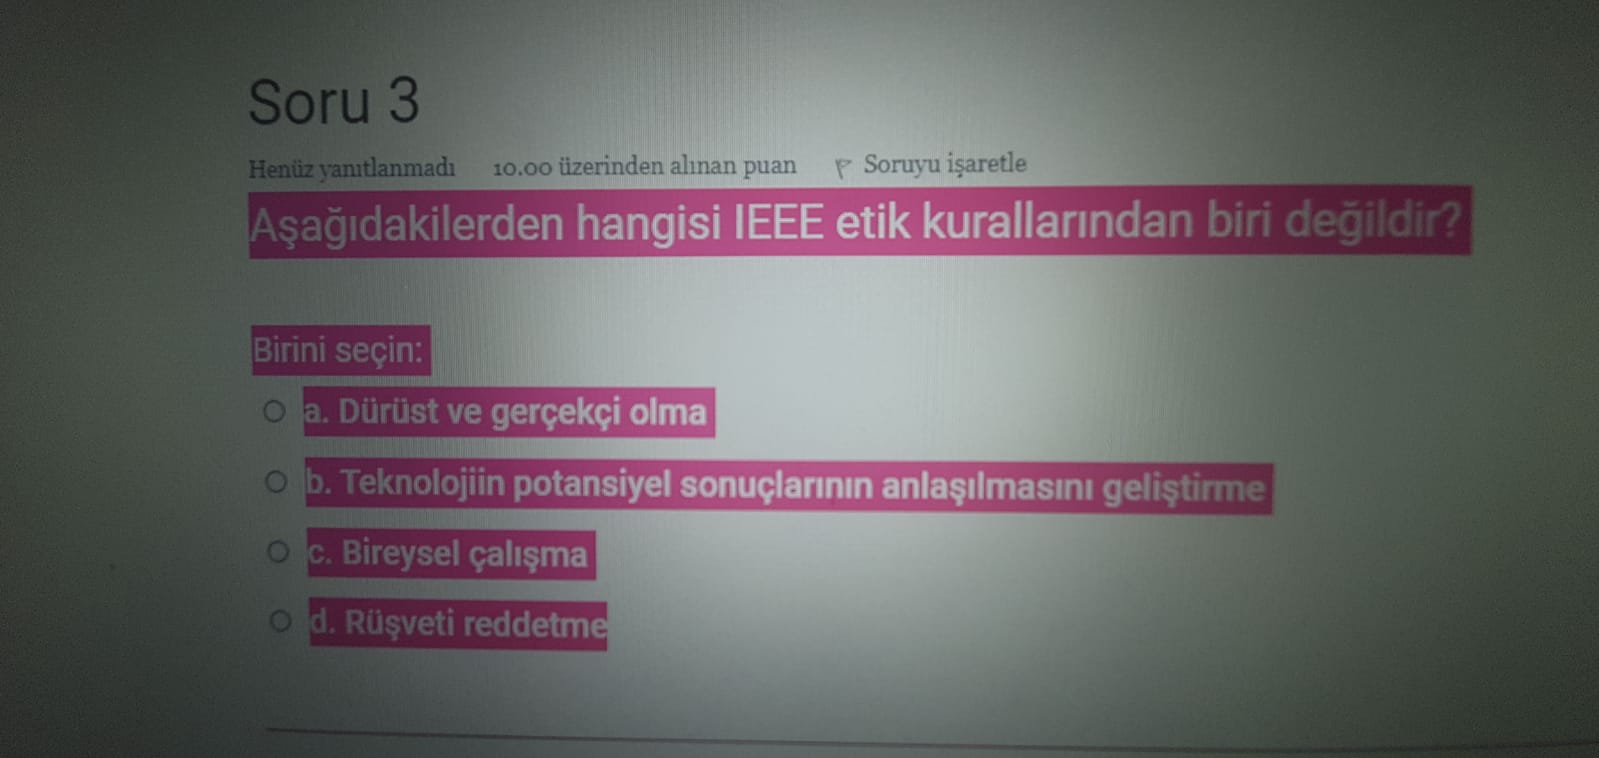 Soru 3
Henüz yanıtlanmadı 10.00 üzerinden alınan puan Soruyu işaretle
Aşağıdakilerden hangisi IEEE etik kurallarından biri değildir?
Birini seçin:
a. Dürüst ve gerçekçi olma
b. Teknolojiin potansiyel sonuçlarının anlaşılmasını geliştirme
c. Bireysel çalışma
d. Rüşveti reddetme